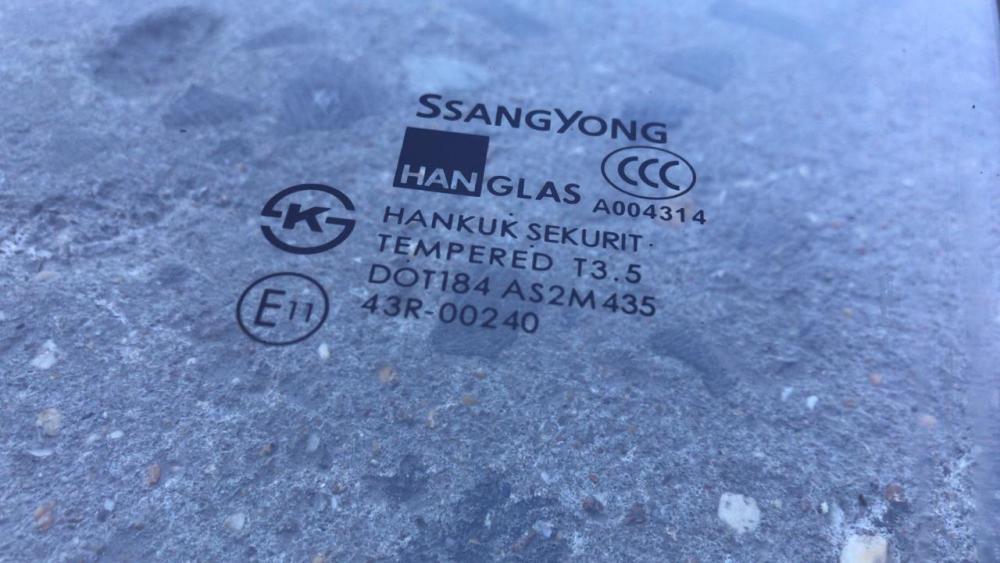 SSANGYONG
HANGLAS
CCC
A004314
K
HANKUK SEKURIT
TEMPERED T3.5
DOT184 AS2M435
E11
43R-00240